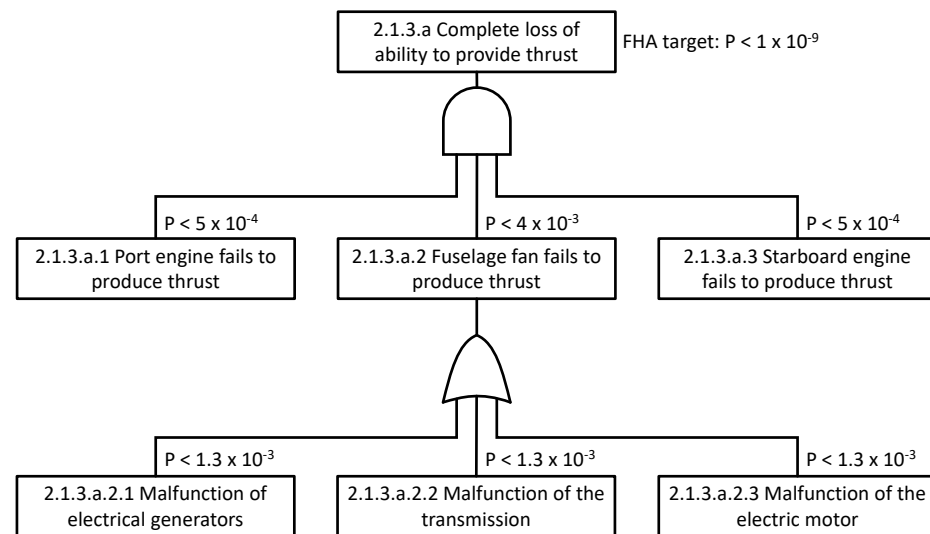 2.1.3.a Complete loss of
ability to provide thrust
FHA target: P < 1 x 10⁻⁹
P < 5 x 10⁻⁴
P < 4 x 10⁻³
P < 5 x 10⁻⁴
2.1.3.a.1 Port engine fails to
produce thrust
2.1.3.a.2 Fuselage fan fails to
produce thrust
2.1.3.a.3 Starboard engine
fails to produce thrust
P < 1.3 x 10⁻³
P < 1.3 x 10⁻³
P < 1.3 x 10⁻³
2.1.3.a.2.1 Malfunction of
electrical generators
2.1.3.a.2.2 Malfunction of the
transmission
2.1.3.a.2.3 Malfunction of the
electric motor